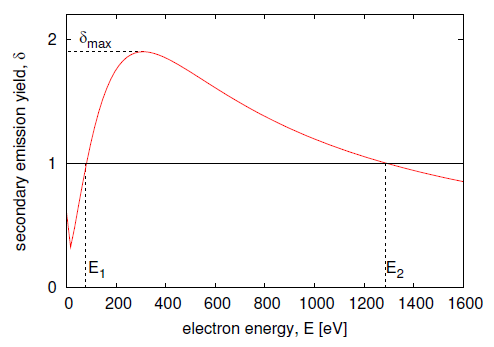 secondary emission yield, δ
2
1
0
δmax
E1
E2
0 200 400 600 800 1000 1200 1400 1600
electron energy, E [eV]